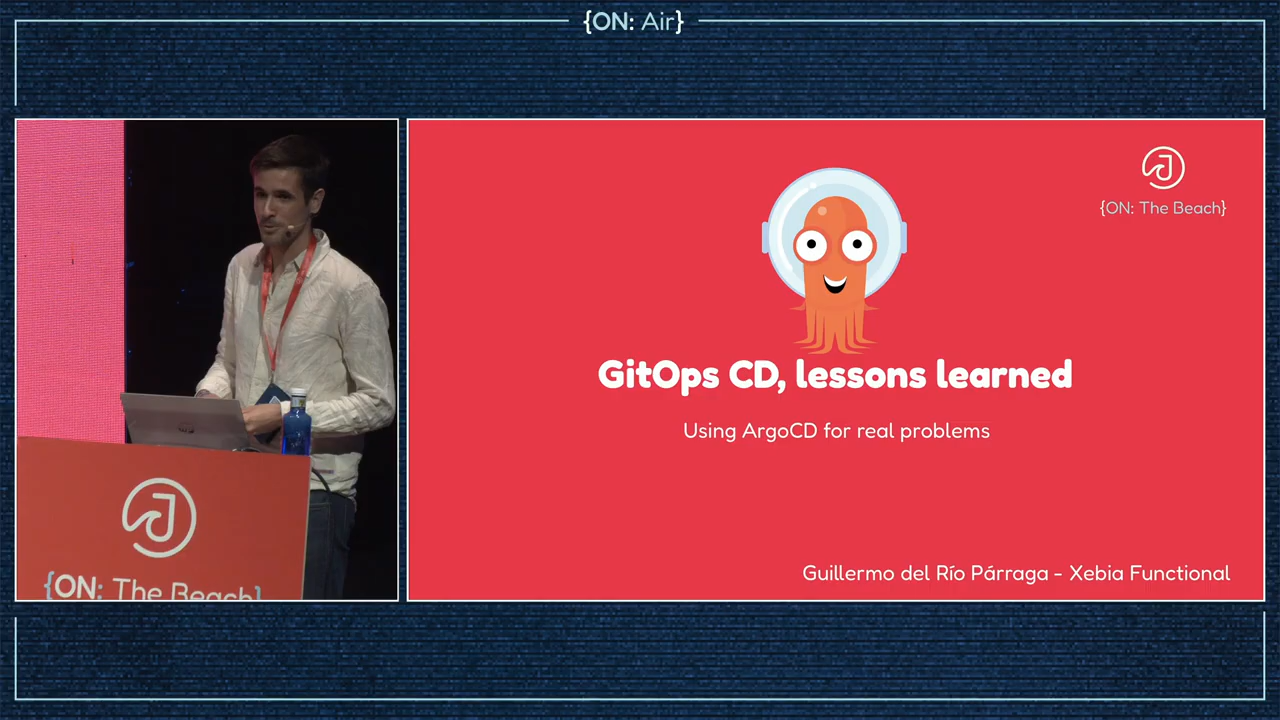 {ON: Air}
{ON: The Beach}
GitOps CD, lessons learned
Using ArgoCD for real problems
Guillermo del Río Párraga - Xebia Functional
{ON: The Beach}